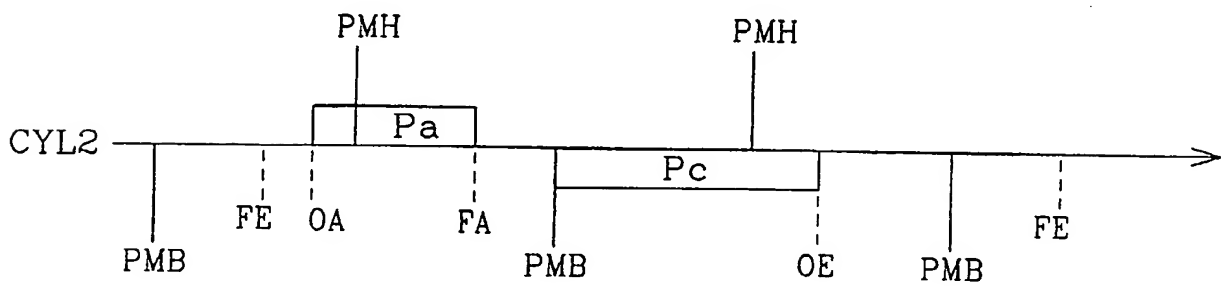 PMH PMH
CYL2 Pa
Pc
FE OA FA FE
PMB PMB OE PMB